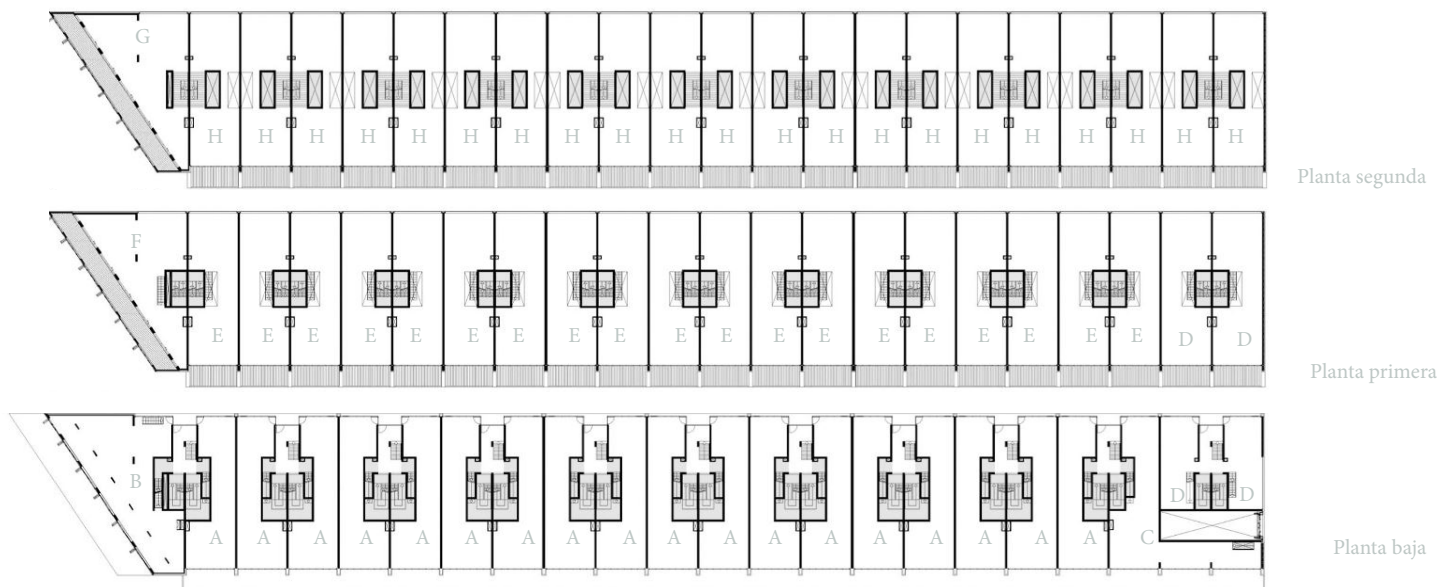 G
H H H H H H H H H H H H H H H H H H H H H
Planta segunda
F
E E E E E E E E E E E E E E E E E E E D D
Planta primera
B
D D
A A A A A A A A A A A A A A A A A A C
Planta baja